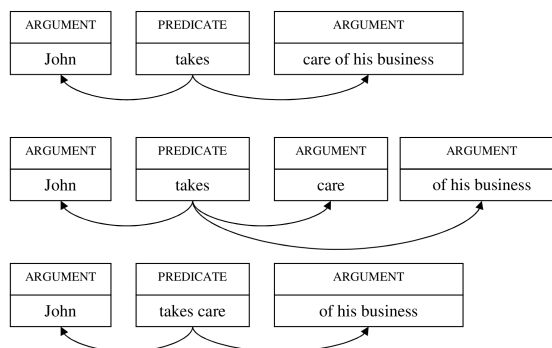 ARGUMENT PREDICATE ARGUMENT
John takes care of his business
ARGUMENT PREDICATE ARGUMENT ARGUMENT
John takes care of his business
ARGUMENT PREDICATE ARGUMENT
John takes care of his business